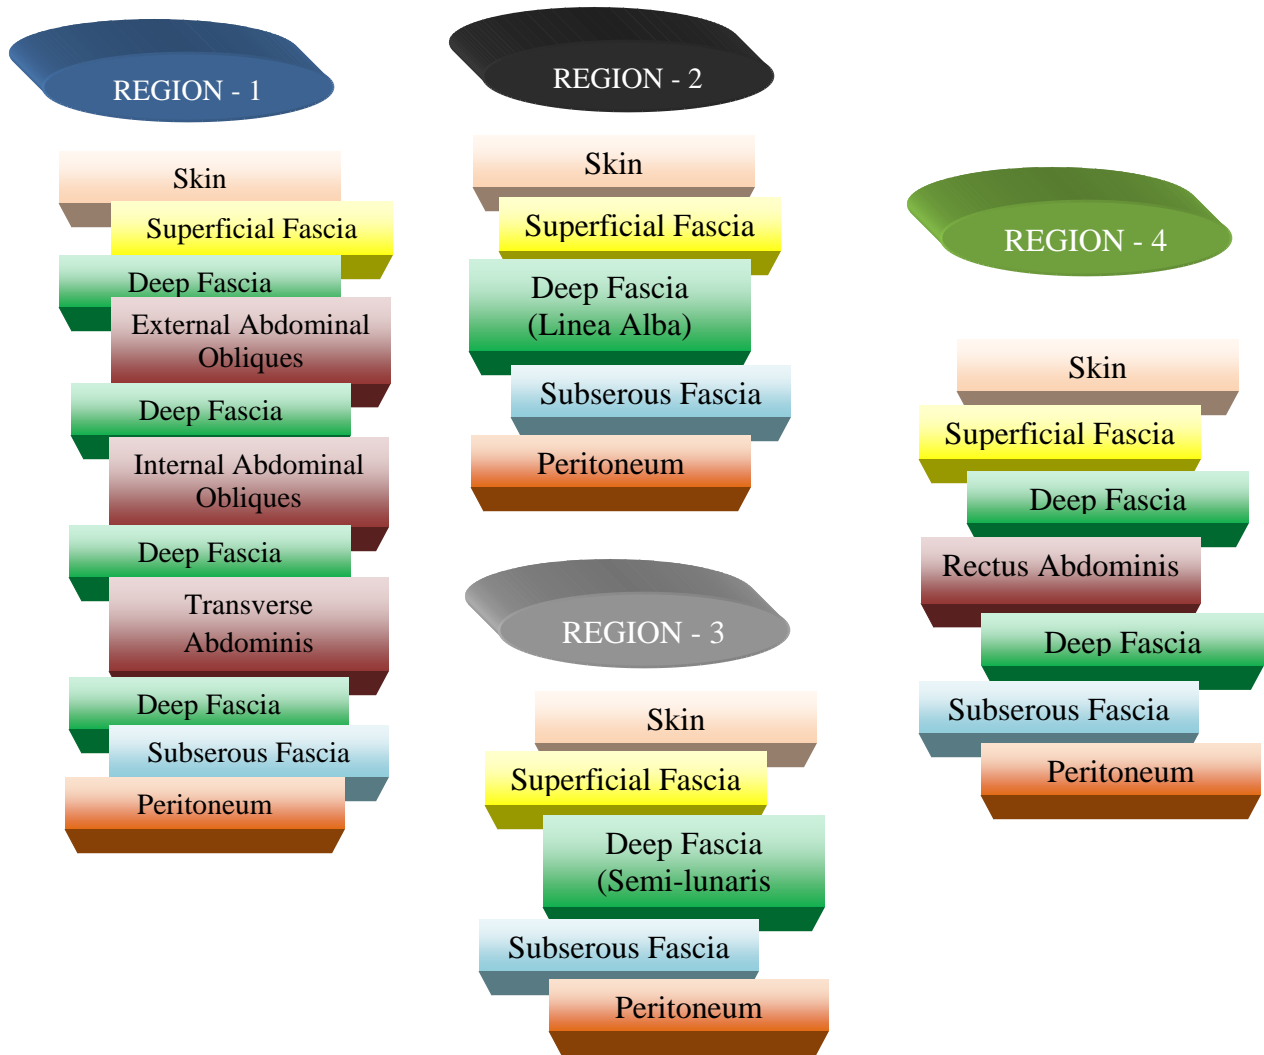 REGION - 1
Skin
Superficial Fascia
Deep Fascia
External Abdominal
Obliques
Deep Fascia
Internal Abdominal
Obliques
Deep Fascia
Transverse
Abdominis
Deep Fascia
Subserous Fascia
Peritoneum
REGION - 2
Skin
Superficial Fascia
Deep Fascia
(Linea Alba)
Subserous Fascia
Peritoneum
REGION - 3
Skin
Superficial Fascia
Deep Fascia
(Semi-lunaris
Subserous Fascia
Peritoneum
REGION - 4
Skin
Superficial Fascia
Deep Fascia
Rectus Abdominis
Deep Fascia
Subserous Fascia
Peritoneum